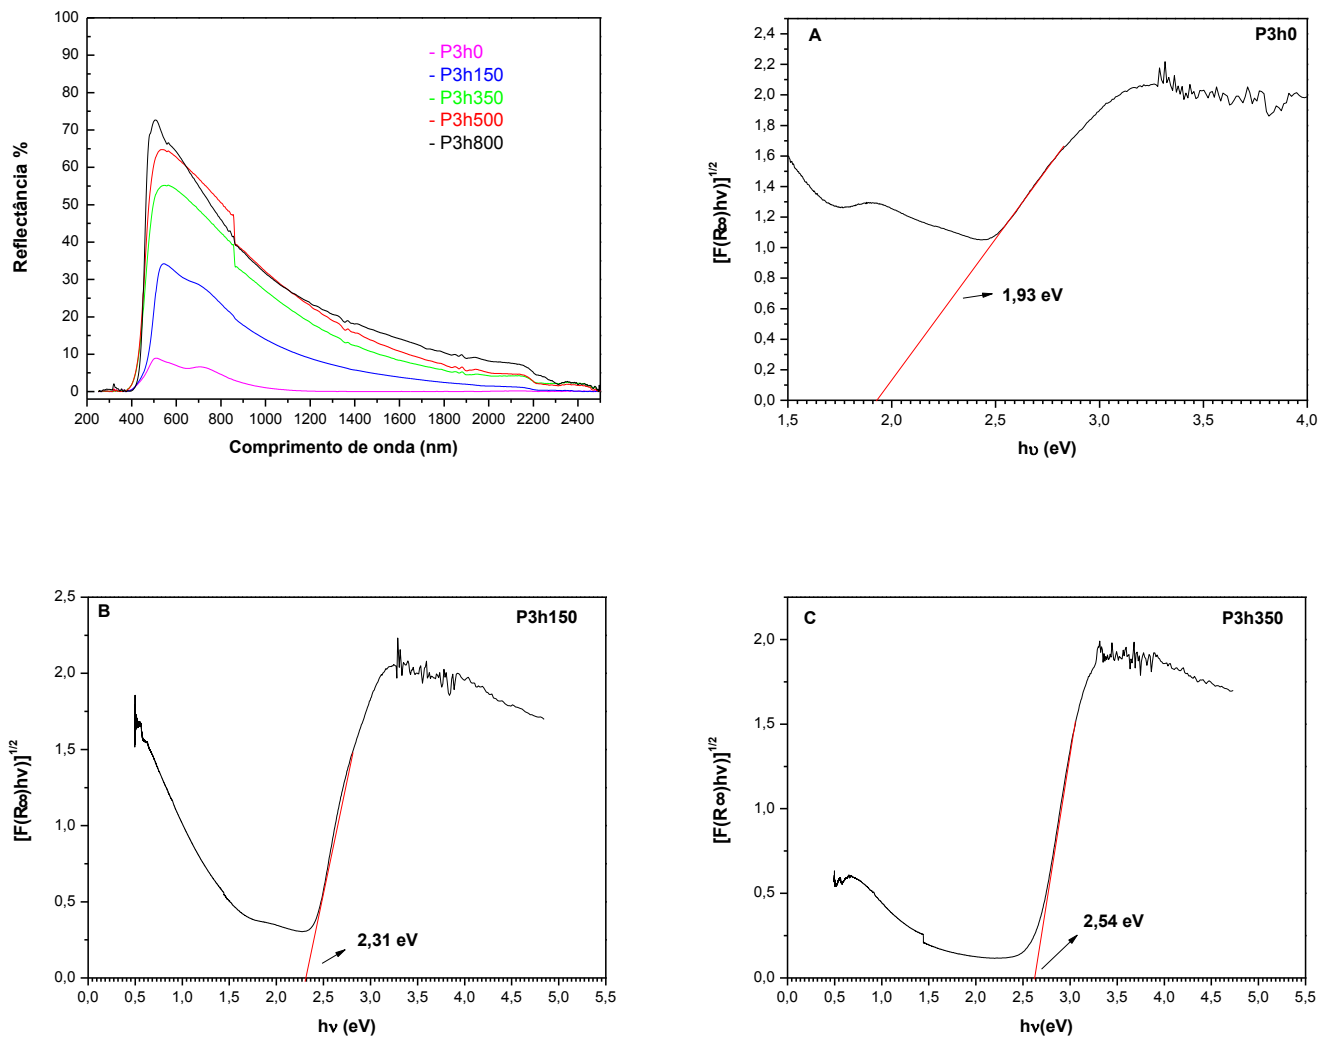 100
90
80
70
60
50
40
30
20
10
0
Reflectância %
- P3h0
- P3h150
- P3h350
- P3h500
- P3h800
200 400 600 800 1000 1200 1400 1600 1800 2000 2200 2400
Comprimento de onda (nm)
A
P3h0
2,4
2,2
2,0
1,8
1,6
1,4
1,2
1,0
0,8
0,6
0,4
0,2
0,0
[F(R∞)hν)]^1/2
1,93 eV
1,5 2,0 2,5 3,0 3,5 4,0
hυ (eV)
B
P3h150
2,5
2,0
1,5
1,0
0,5
0,0
[F(R∞)hν)]^1/2
2,31 eV
0,0 0,5 1,0 1,5 2,0 2,5 3,0 3,5 4,0 4,5 5,0 5,5
hν (eV)
C
P3h350
2,0
1,5
1,0
0,5
0,0
[F(R∞)hν)]^1/2
2,54 eV
0,0 0,5 1,0 1,5 2,0 2,5 3,0 3,5 4,0 4,5 5,0 5,5
hν(eV)